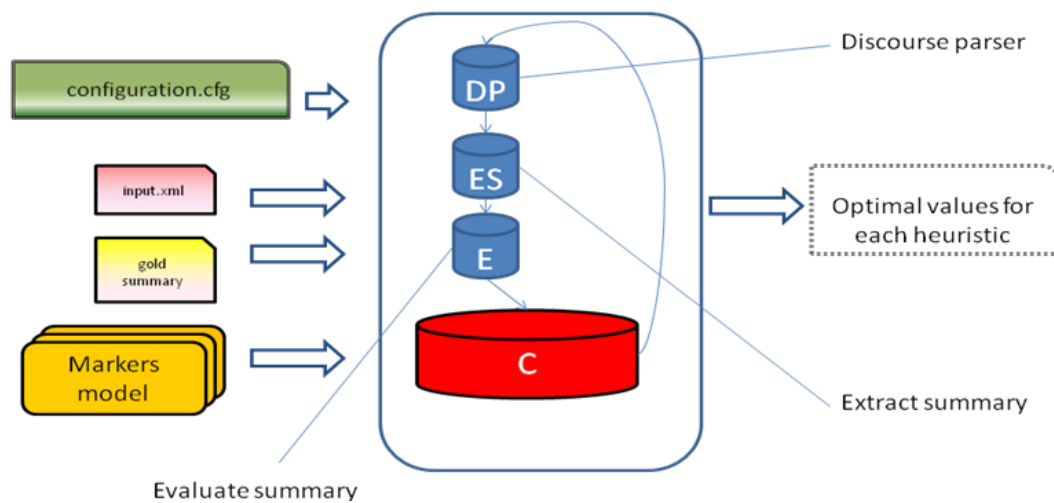 Discourse parser
configuration.cfg
DP
input.xml
ES
Optimal values for
each heuristic
gold
summary
E
Markers
model
C
Extract summary
Evaluate summary